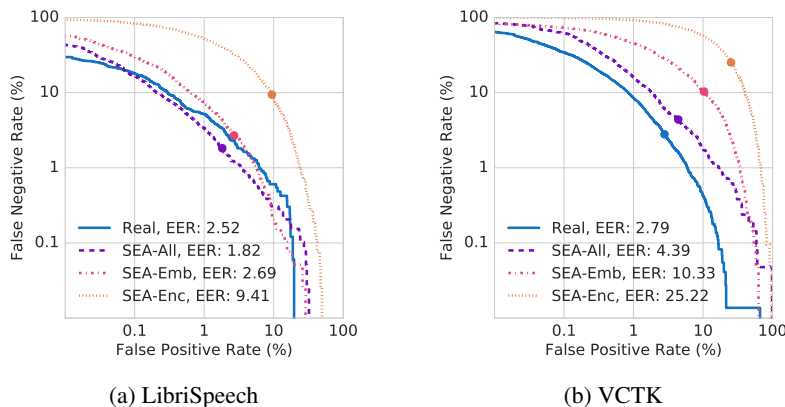 100
10
1
0.1
False Negative Rate (%)
Real, EER: 2.52
SEA-All, EER: 1.82
SEA-Emb, EER: 2.69
SEA-Enc, EER: 9.41
0.1 1 10 100
False Positive Rate (%)
(a) LibriSpeech
100
10
1
0.1
False Negative Rate (%)
Real, EER: 2.79
SEA-All, EER: 4.39
SEA-Emb, EER: 10.33
SEA-Enc, EER: 25.22
0.1 1 10 100
False Positive Rate (%)
(b) VCTK